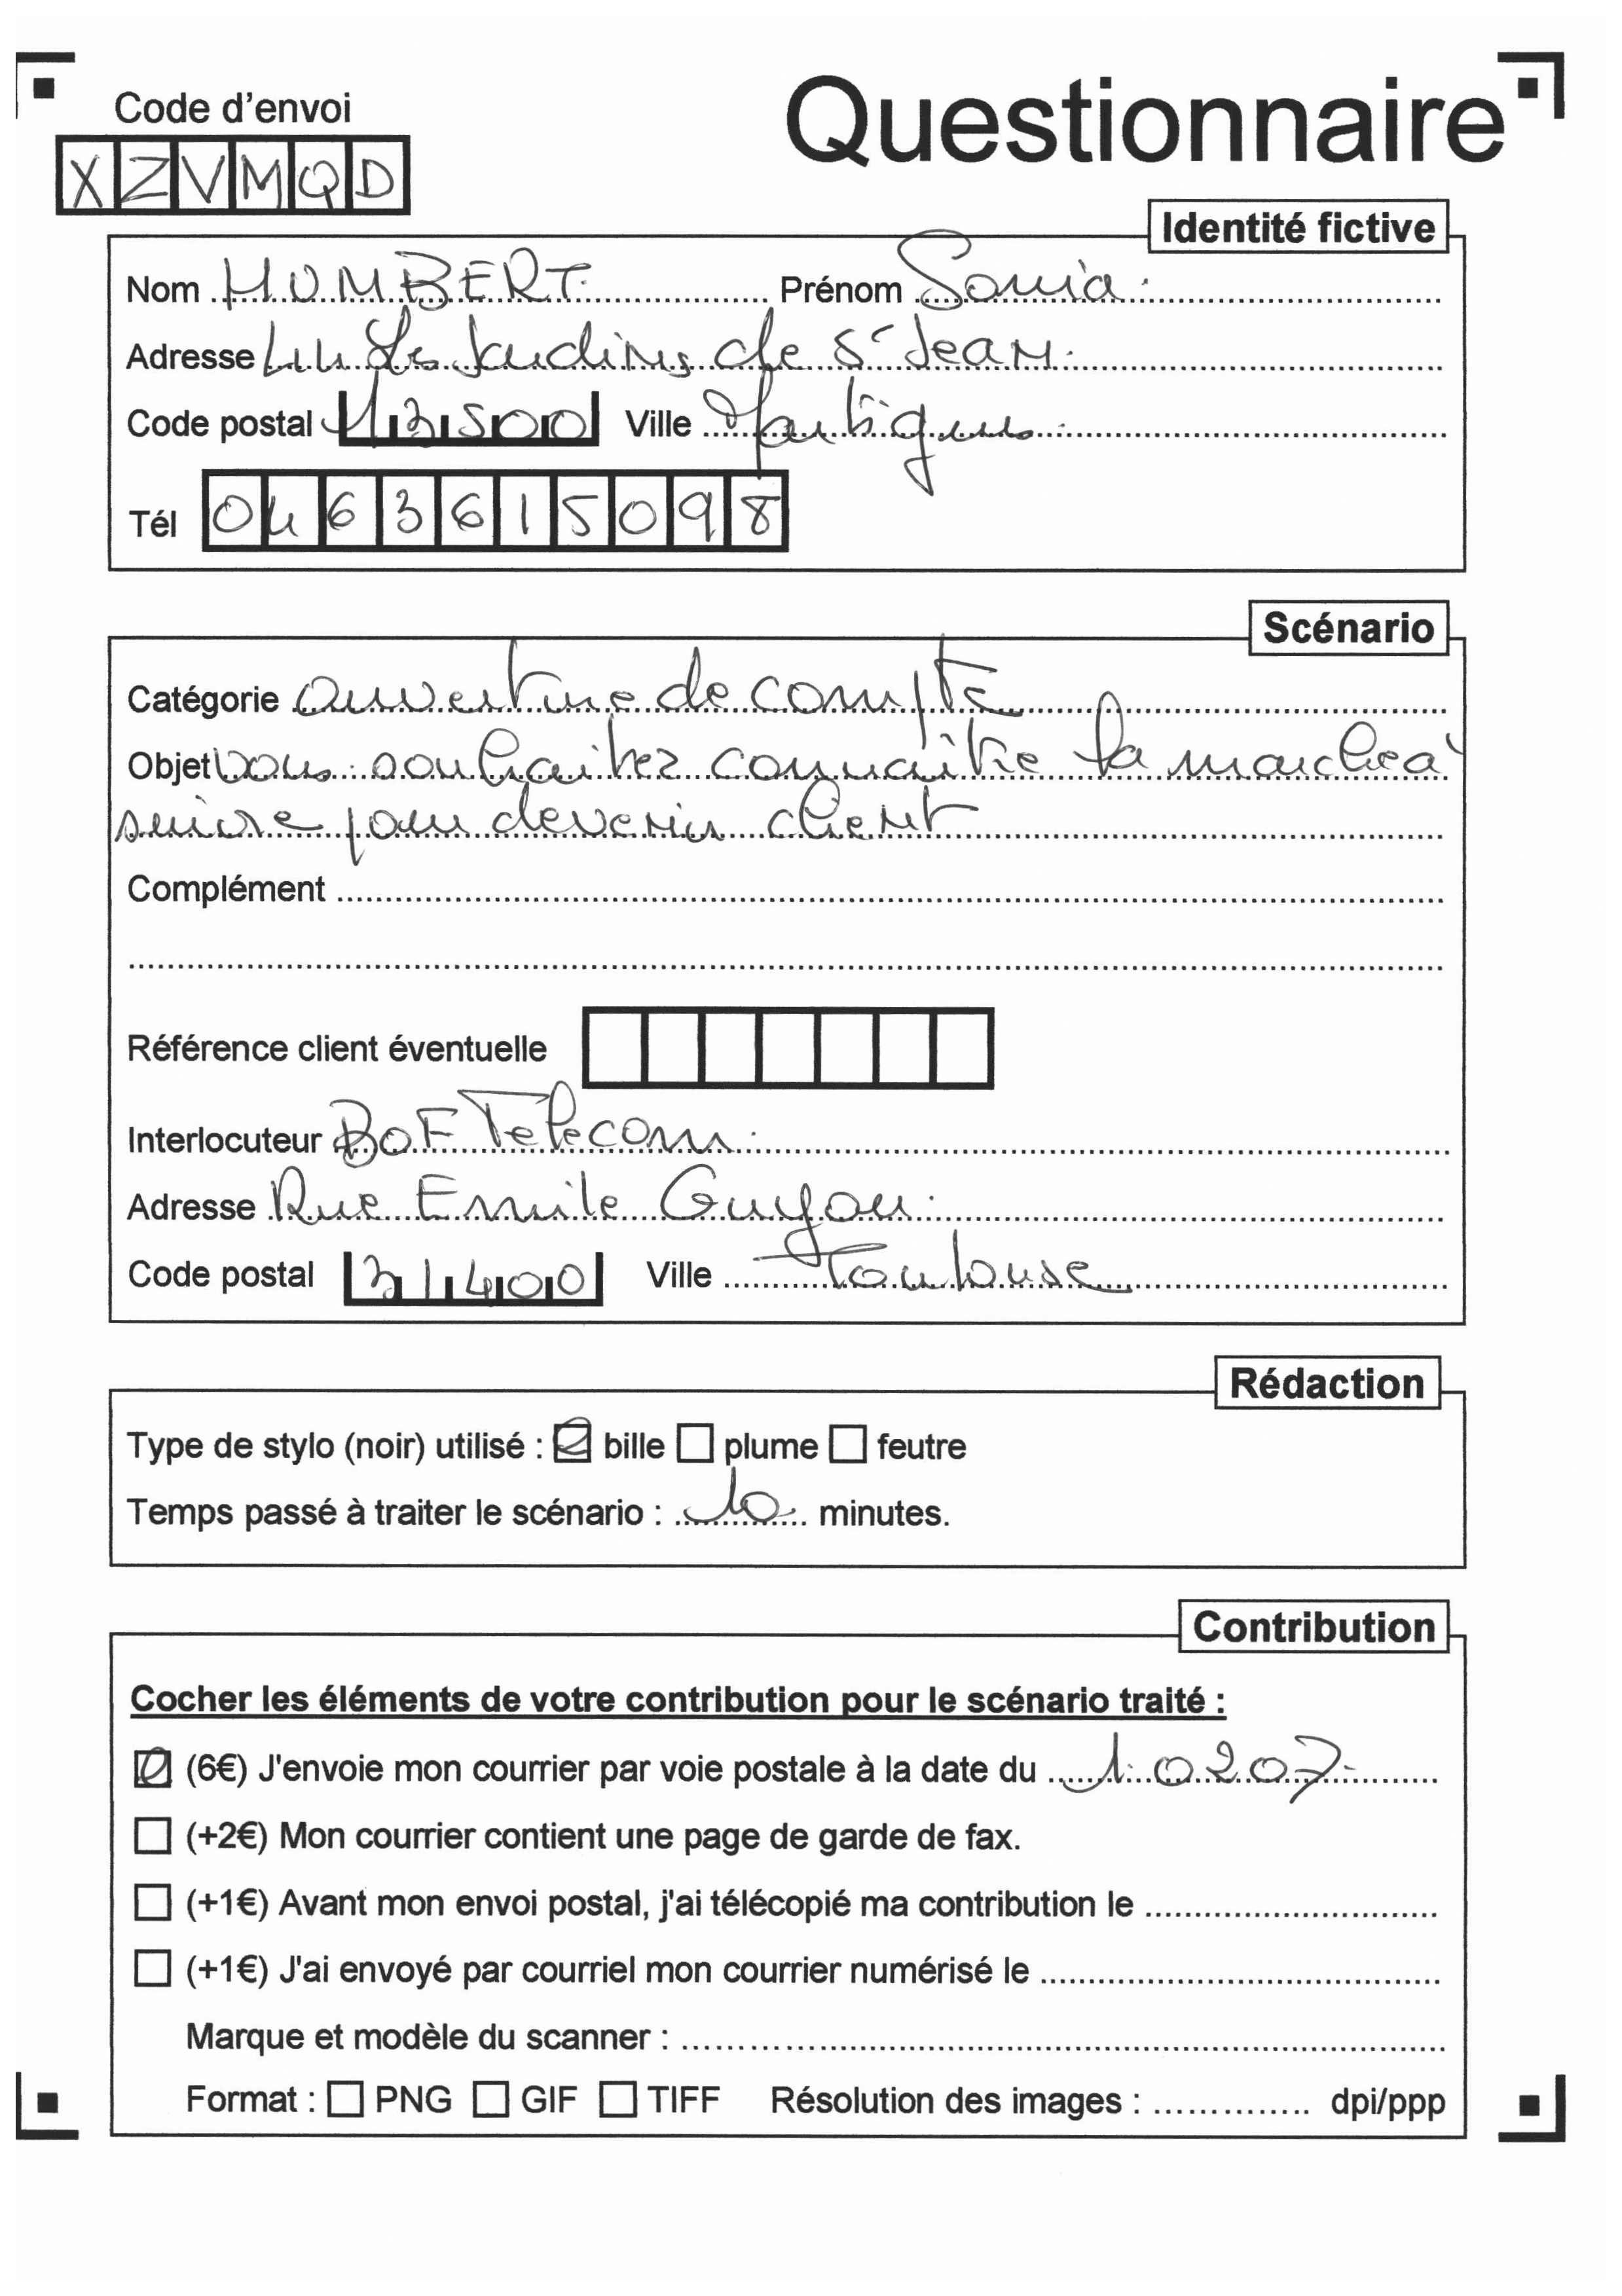 Code d'envoi
Questionnaire
XZVMQD
Identité fictive
Nom HUMBERT Prénom Sonia
Adresse 44 Les Jardins de St Jean
Code postal 13500 Ville Martigues
Tél 0463615098
Scénario
Catégorie Ouverture de compte
Objet Vous souhaitez connaître la marche à
suivre pour devenir client
Complément
Référence client éventuelle
Interlocuteur BOF Telecom
Adresse Rue Emile Guyou
Code postal 31400 Ville Toulouse
Rédaction
Type de stylo (noir) utilisé : bille plume feutre
Temps passé à traiter le scénario : 10 minutes.
Contribution
Cocher les éléments de votre contribution pour le scénario traité :
(6€) J'envoie mon courrier par voie postale à la date du 1.0207
(+2€) Mon courrier contient une page de garde de fax.
(+1€) Avant mon envoi postal, j'ai télécopié ma contribution le
(+1€) J'ai envoyé par courriel mon courrier numérisé le
Marque et modèle du scanner :
Format : PNG GIF TIFF Résolution des images : dpi/ppp